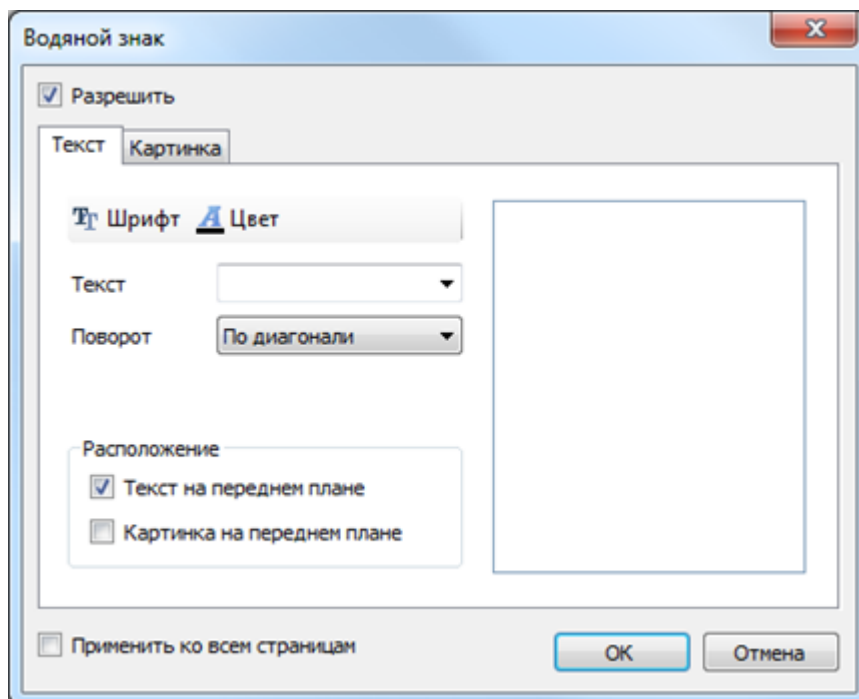 Водяной знак
Разрешить
Текст Картинка
Шрифт Цвет
Текст
Поворот По диагонали
Расположение
Текст на переднем плане
Картинка на переднем плане
Применить ко всем страницам OK Отмена